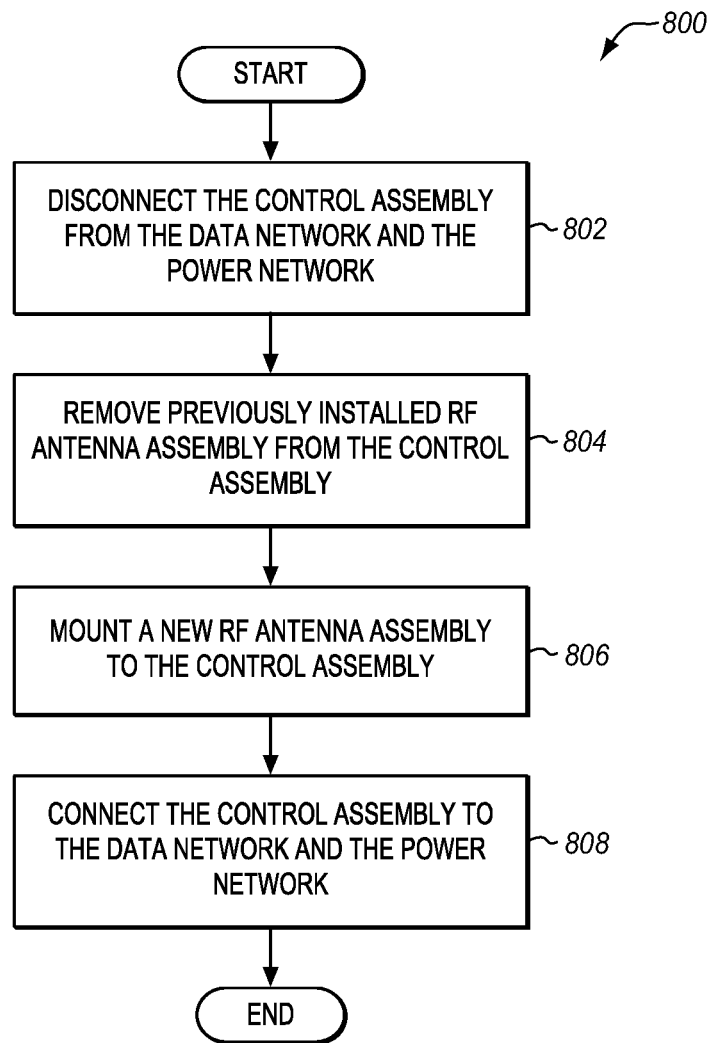 800
START
DISCONNECT THE CONTROL ASSEMBLY
FROM THE DATA NETWORK AND THE
POWER NETWORK
802
REMOVE PREVIOUSLY INSTALLED RF
ANTENNA ASSEMBLY FROM THE CONTROL
ASSEMBLY
804
MOUNT A NEW RF ANTENNA ASSEMBLY
TO THE CONTROL ASSEMBLY
806
CONNECT THE CONTROL ASSEMBLY TO
THE DATA NETWORK AND THE POWER
NETWORK
808
END